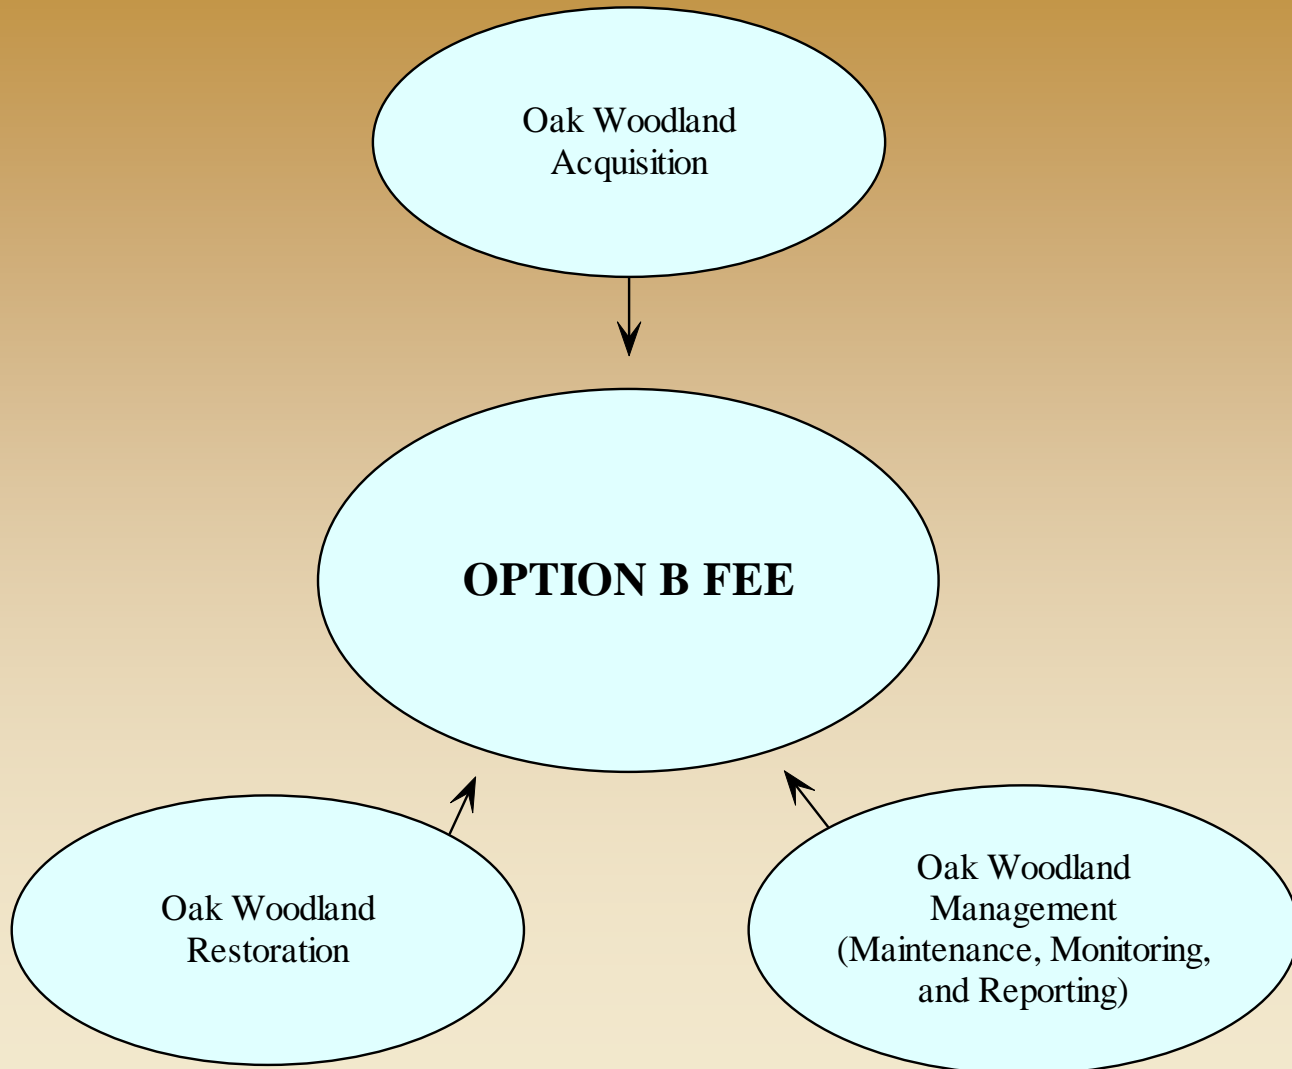 Oak Woodland
Acquisition
OPTION B FEE
Oak Woodland
Restoration
Oak Woodland
Management
(Maintenance, Monitoring,
and Reporting)